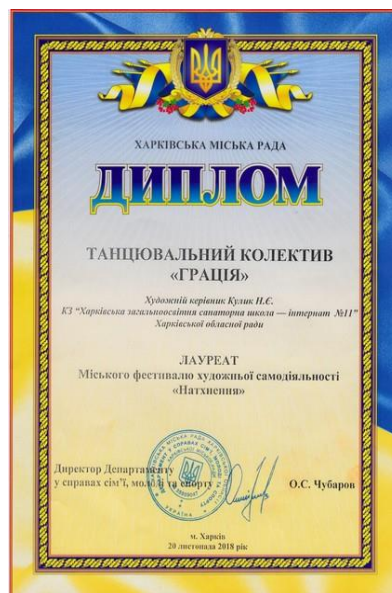 ХАРКІВСЬКА МІСЬКА РАДА
ДИПЛОМ
ТАНЦЮВАЛЬНИЙ КОЛЕКТИВ
«ГРАЦІЯ»
Художній керівник Кулик Н.Є.
КЗ "Харківська загальноосвітня санаторна школа — інтернат №11"
Харківської обласної ради
ЛАУРЕАТ
Міського фестивалю художньої самодіяльності
«Натхнення»
Директор Департаменту
у справах сім'ї, молоді та спорту
О.С. Чубаров
УКРАЇНА
м. Харків
20 листопада 2018 рік